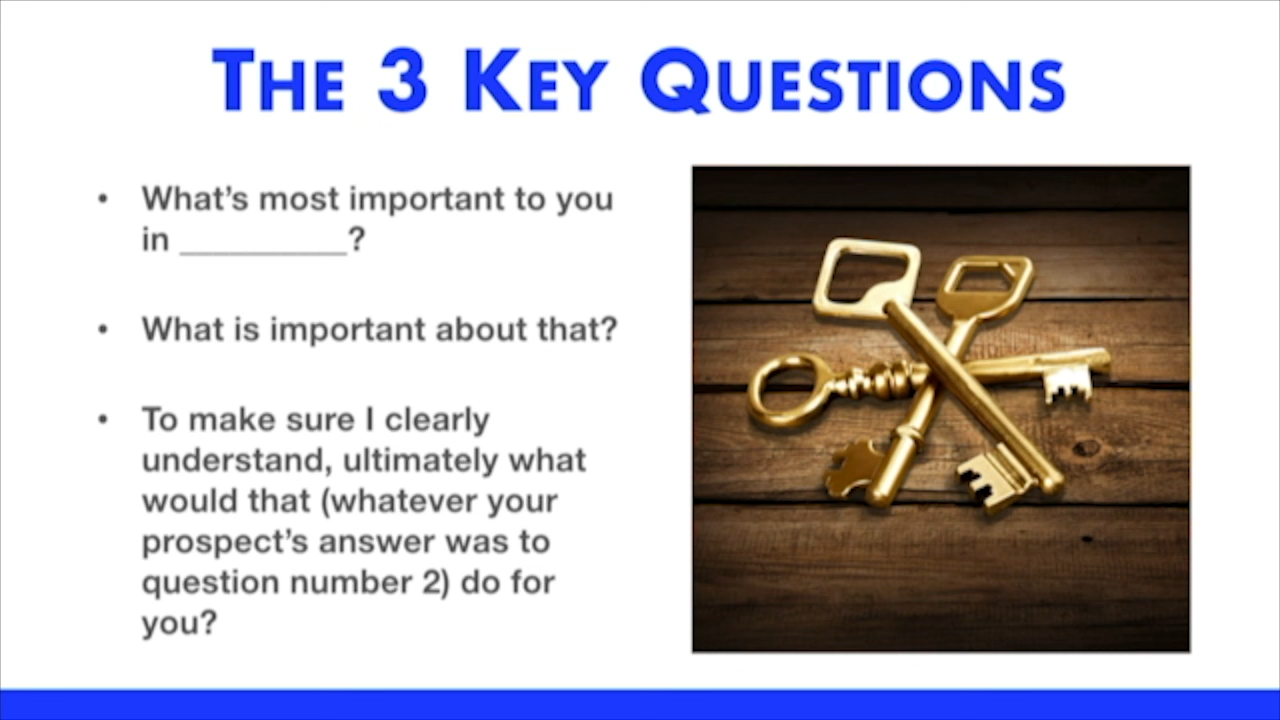 THE 3 KEY QUESTIONS
• What’s most important to you
in __________?
• What is important about that?
• To make sure I clearly
understand, ultimately what
would that (whatever your
prospect’s answer was to
question number 2) do for
you?